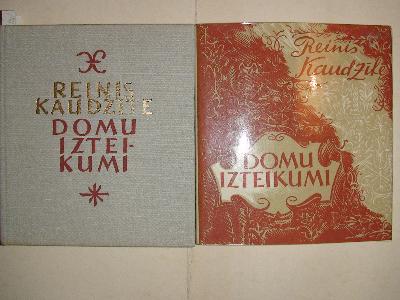 REINIS
KAUDZĪTE
DOMU
IZTEI-
KUMI
Reinis
Kaudzīte
DOMU
IZTEIKUMI